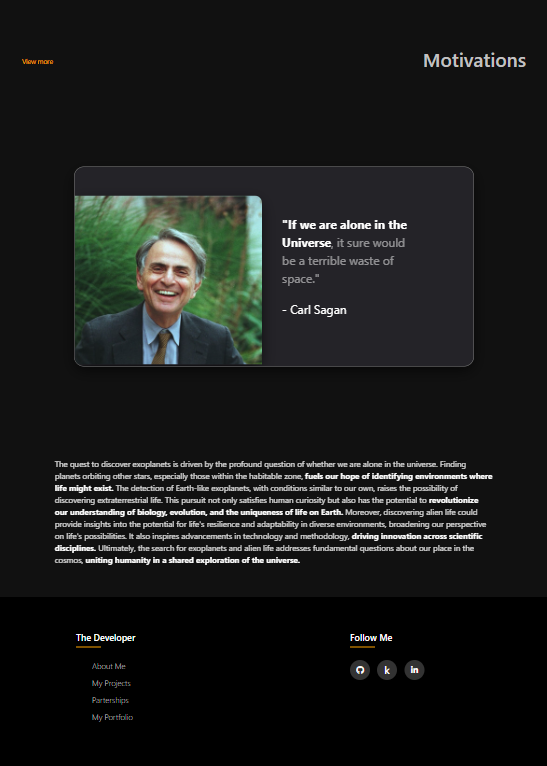 View more
Motivations
"If we are alone in the
Universe, it sure would
be a terrible waste of
space."
- Carl Sagan
The quest to discover exoplanets is driven by the profound question of whether we are alone in the universe. Finding
planets orbiting other stars, especially those within the habitable zone, fuels our hope of identifying environments where
life might exist. The detection of Earth-like exoplanets, with conditions similar to our own, raises the possibility of
discovering extraterrestrial life. This pursuit not only satisfies human curiosity but also has the potential to revolutionize
our understanding of biology, evolution, and the uniqueness of life on Earth. Moreover, discovering alien life could
provide insights into the potential for life's resilience and adaptability in diverse environments, broadening our perspective
on life's possibilities. It also inspires advancements in technology and methodology, driving innovation across scientific
disciplines. Ultimately, the search for exoplanets and alien life addresses fundamental questions about our place in the
cosmos, uniting humanity in a shared exploration of the universe.
The Developer
Follow Me
About Me
My Projects
Parterships
My Portfolio
k
in